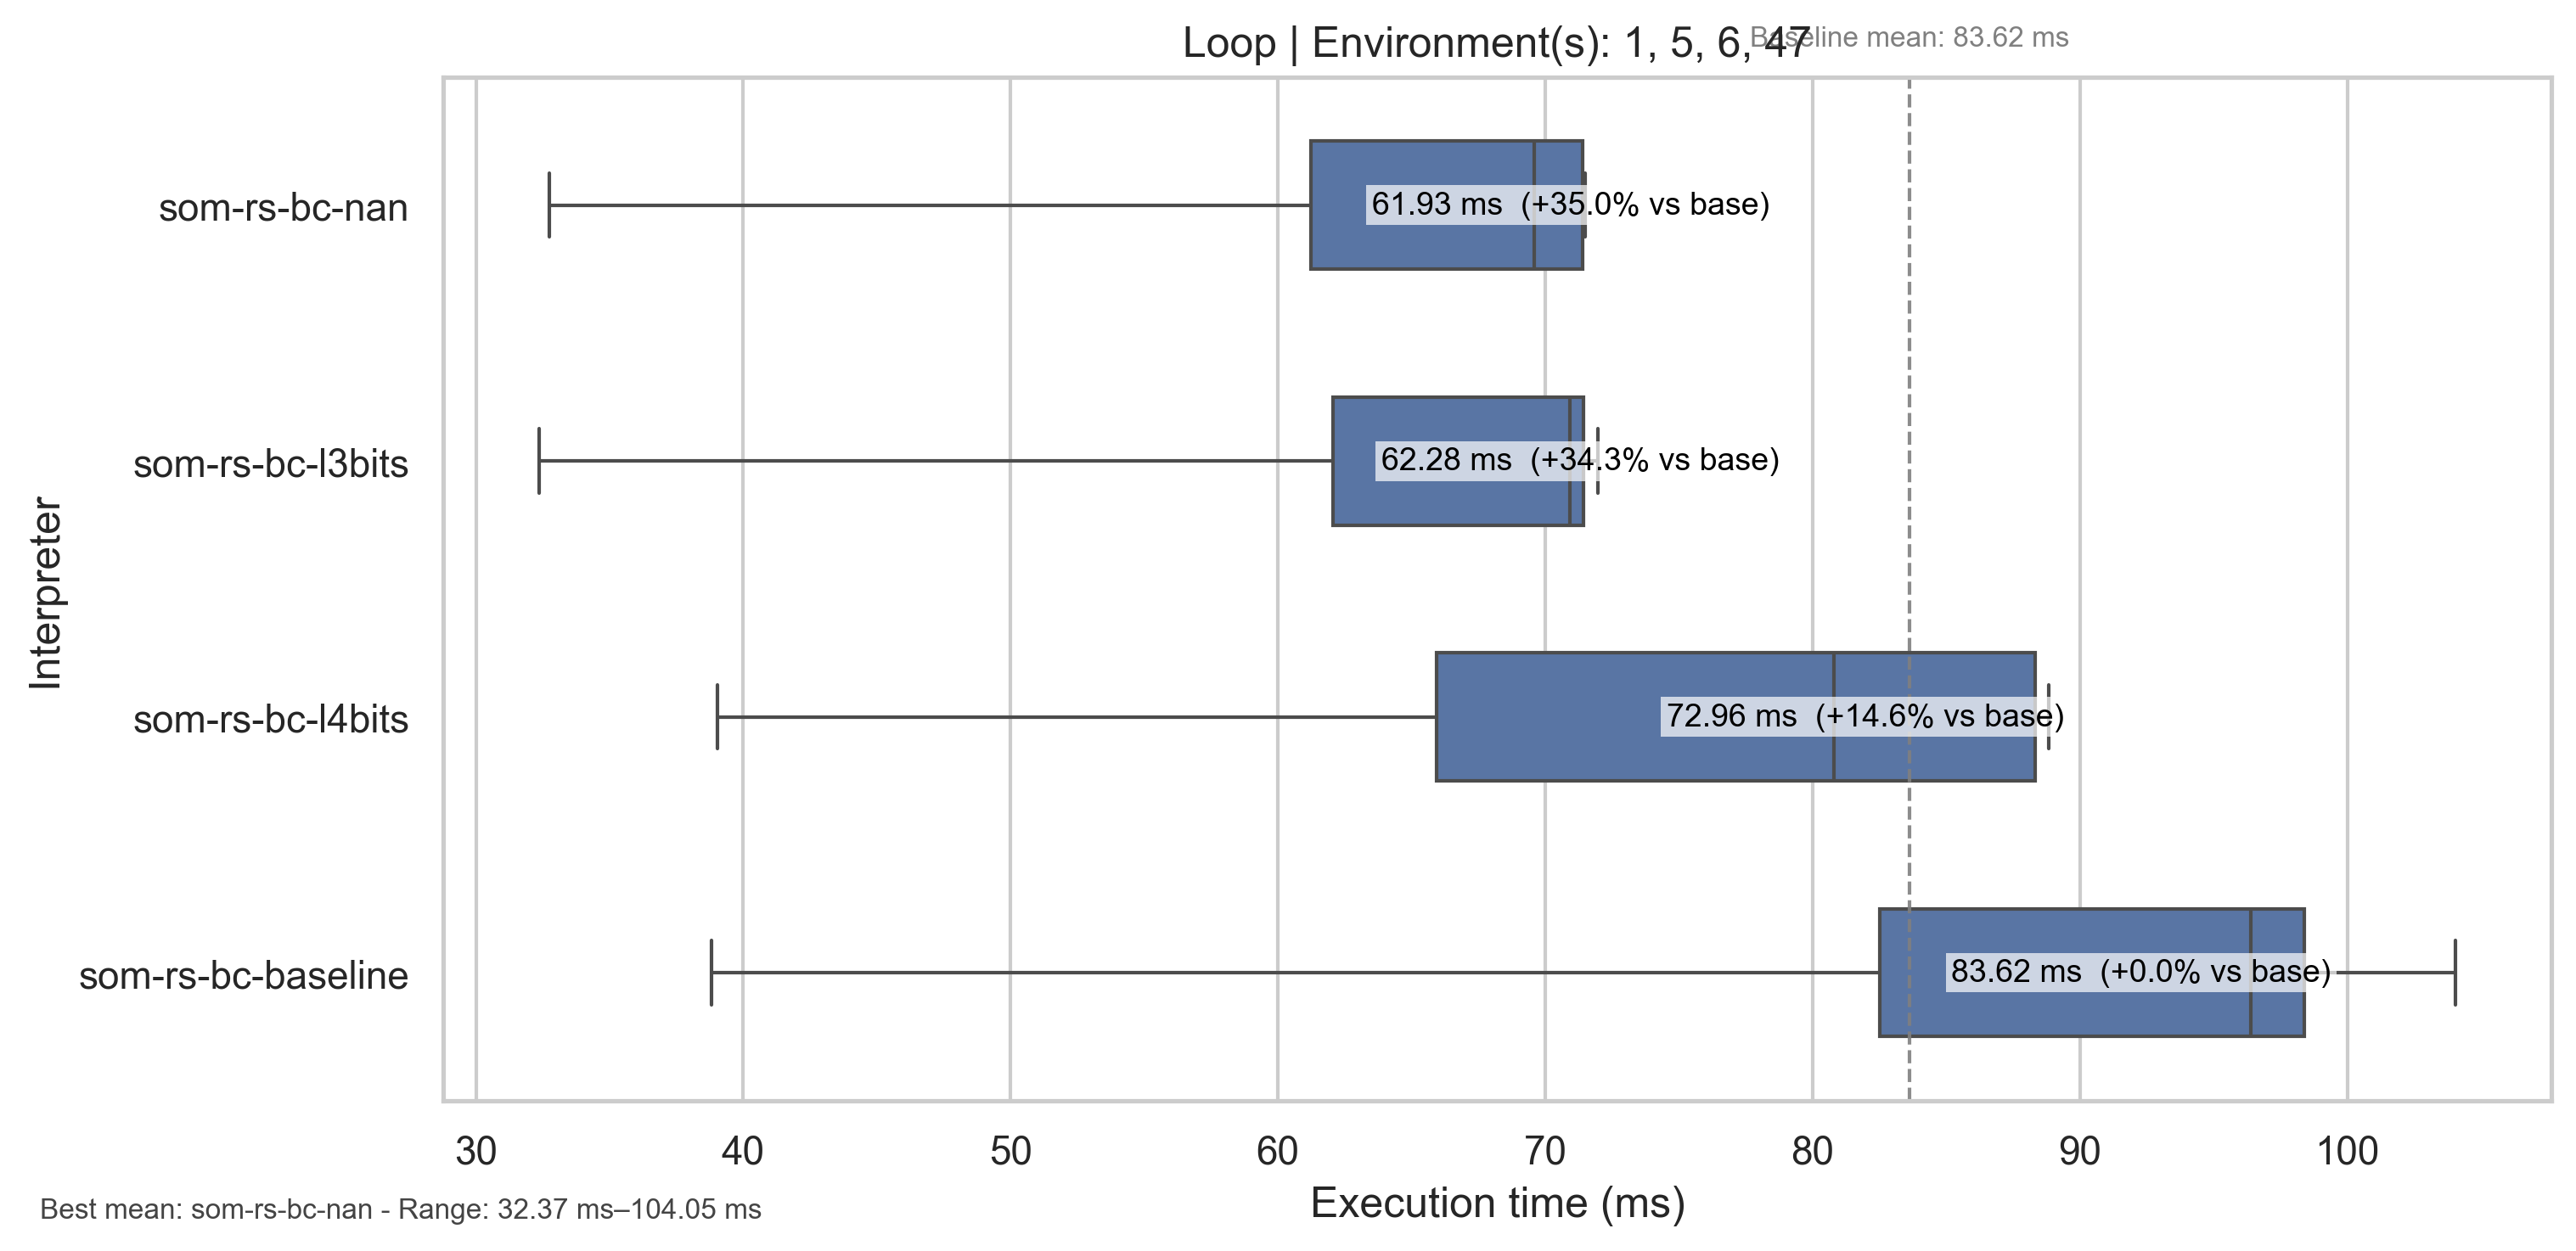 Loop | Environment(s): 1, 5, 6, 47
Baseline mean: 83.62 ms
Interpreter
som-rs-bc-nan
61.93 ms  (+35.0% vs base)
som-rs-bc-l3bits
62.28 ms  (+34.3% vs base)
som-rs-bc-l4bits
72.96 ms  (+14.6% vs base)
som-rs-bc-baseline
83.62 ms  (+0.0% vs base)
30 40 50 60 70 80 90 100
Execution time (ms)
Best mean: som-rs-bc-nan - Range: 32.37 ms–104.05 ms